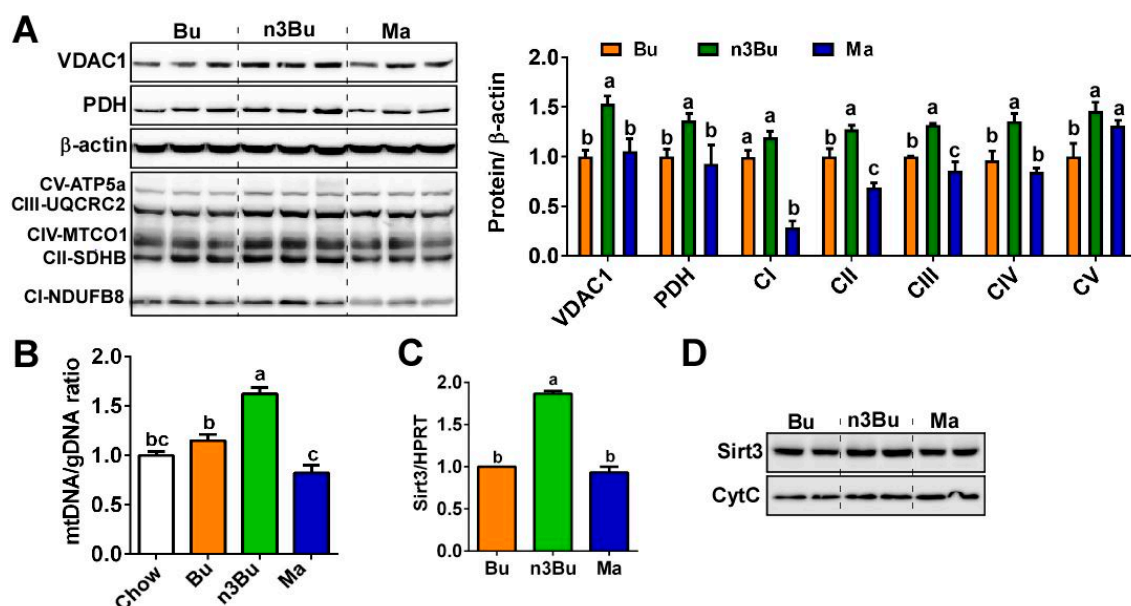 A
Bu n3Bu Ma
VDAC1
PDH
β-actin
CV-ATP5a
CIII-UQCRC2
CIV-MTCO1
CII-SDHB
CI-NDUFB8
Bu n3Bu Ma
Protein/ β-actin
2.0
1.5
1.0
0.5
0.0
b a b b a b a a b b a c b a c b a b b a a
VDAC1 PDH CI CII CIII CIV CV
B
mtDNA/gDNA ratio
2.0
1.5
1.0
0.5
0.0
bc b a c
Chow Bu n3Bu Ma
C
Sirt3/HPRT
2.0
1.5
1.0
0.5
0.0
b a b
Bu n3Bu Ma
D
Bu n3Bu Ma
Sirt3
CytC